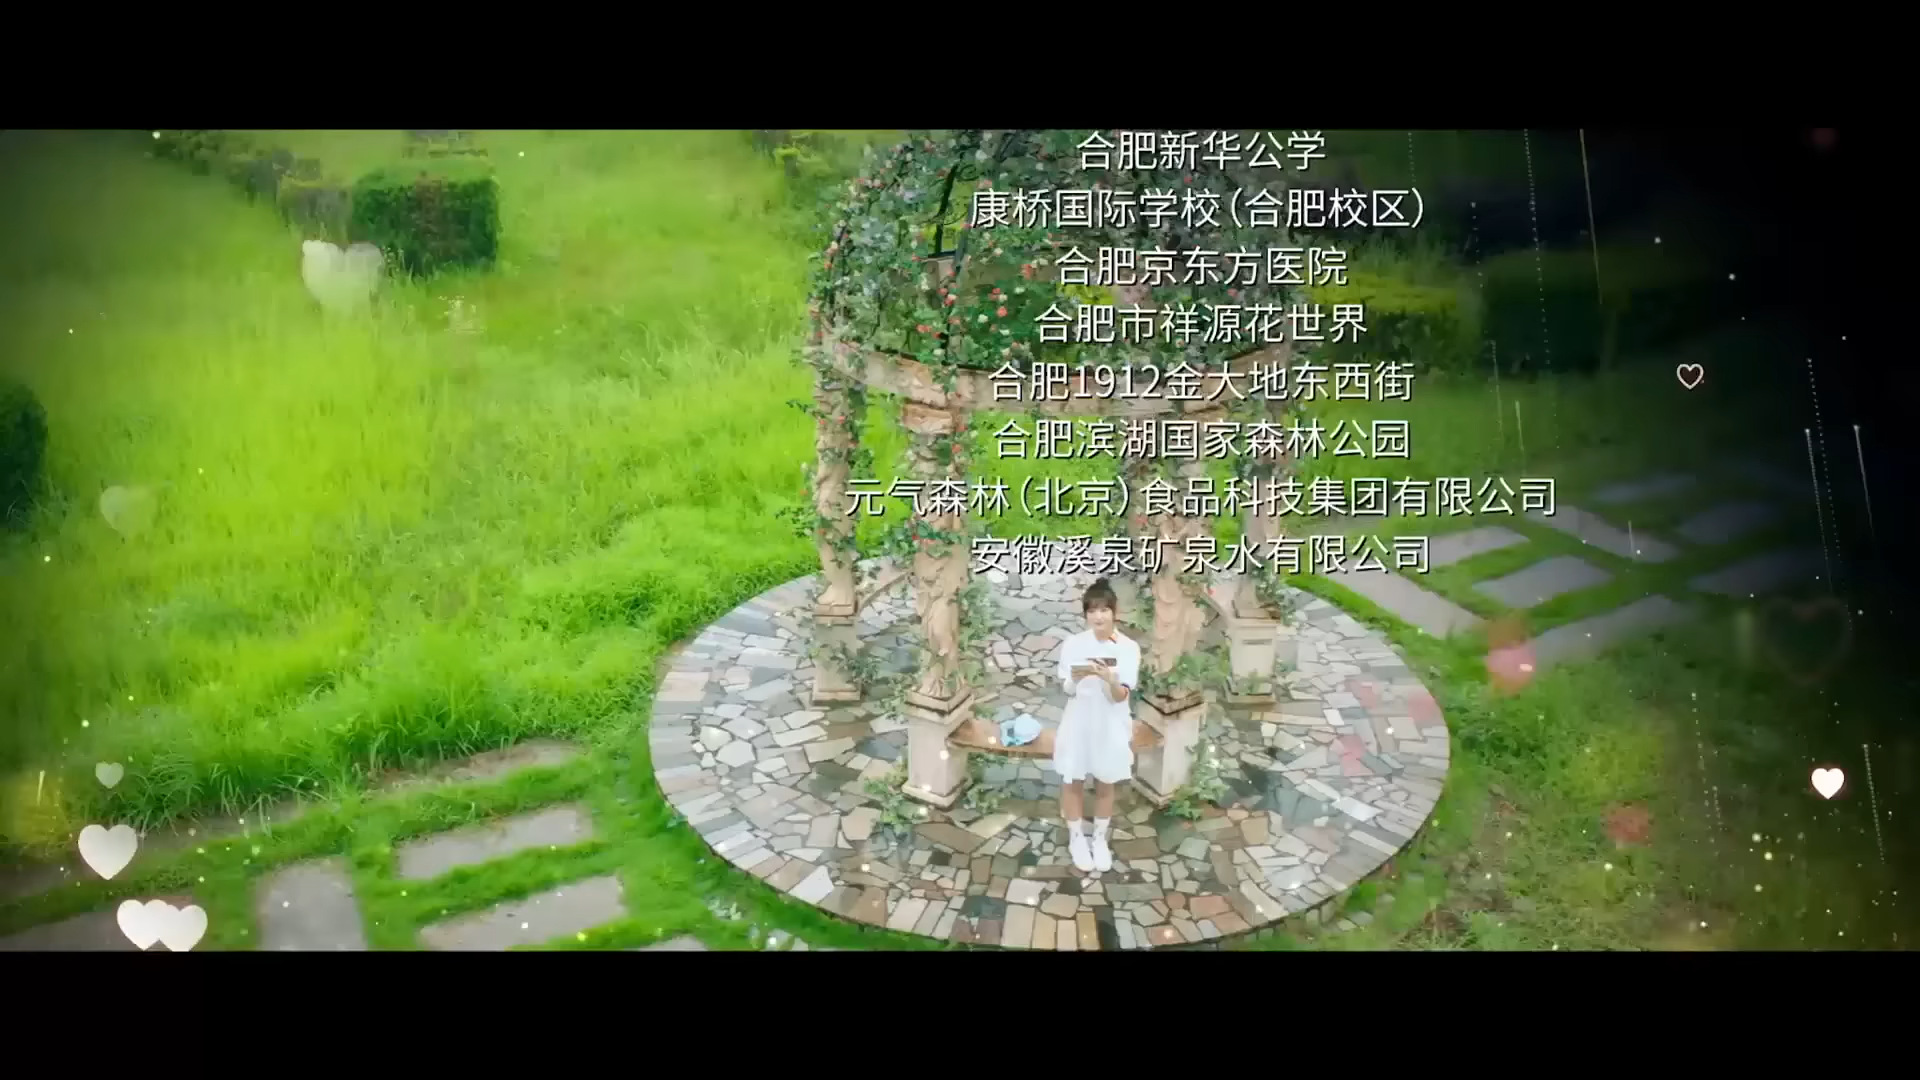 合肥新华公学
康桥国际学校(合肥校区)
合肥京东方医院
合肥市祥源花世界
合肥1912金大地东西街
合肥滨湖国家森林公园
元气森林(北京)食品科技集团有限公司
安徽溪泉矿泉水有限公司